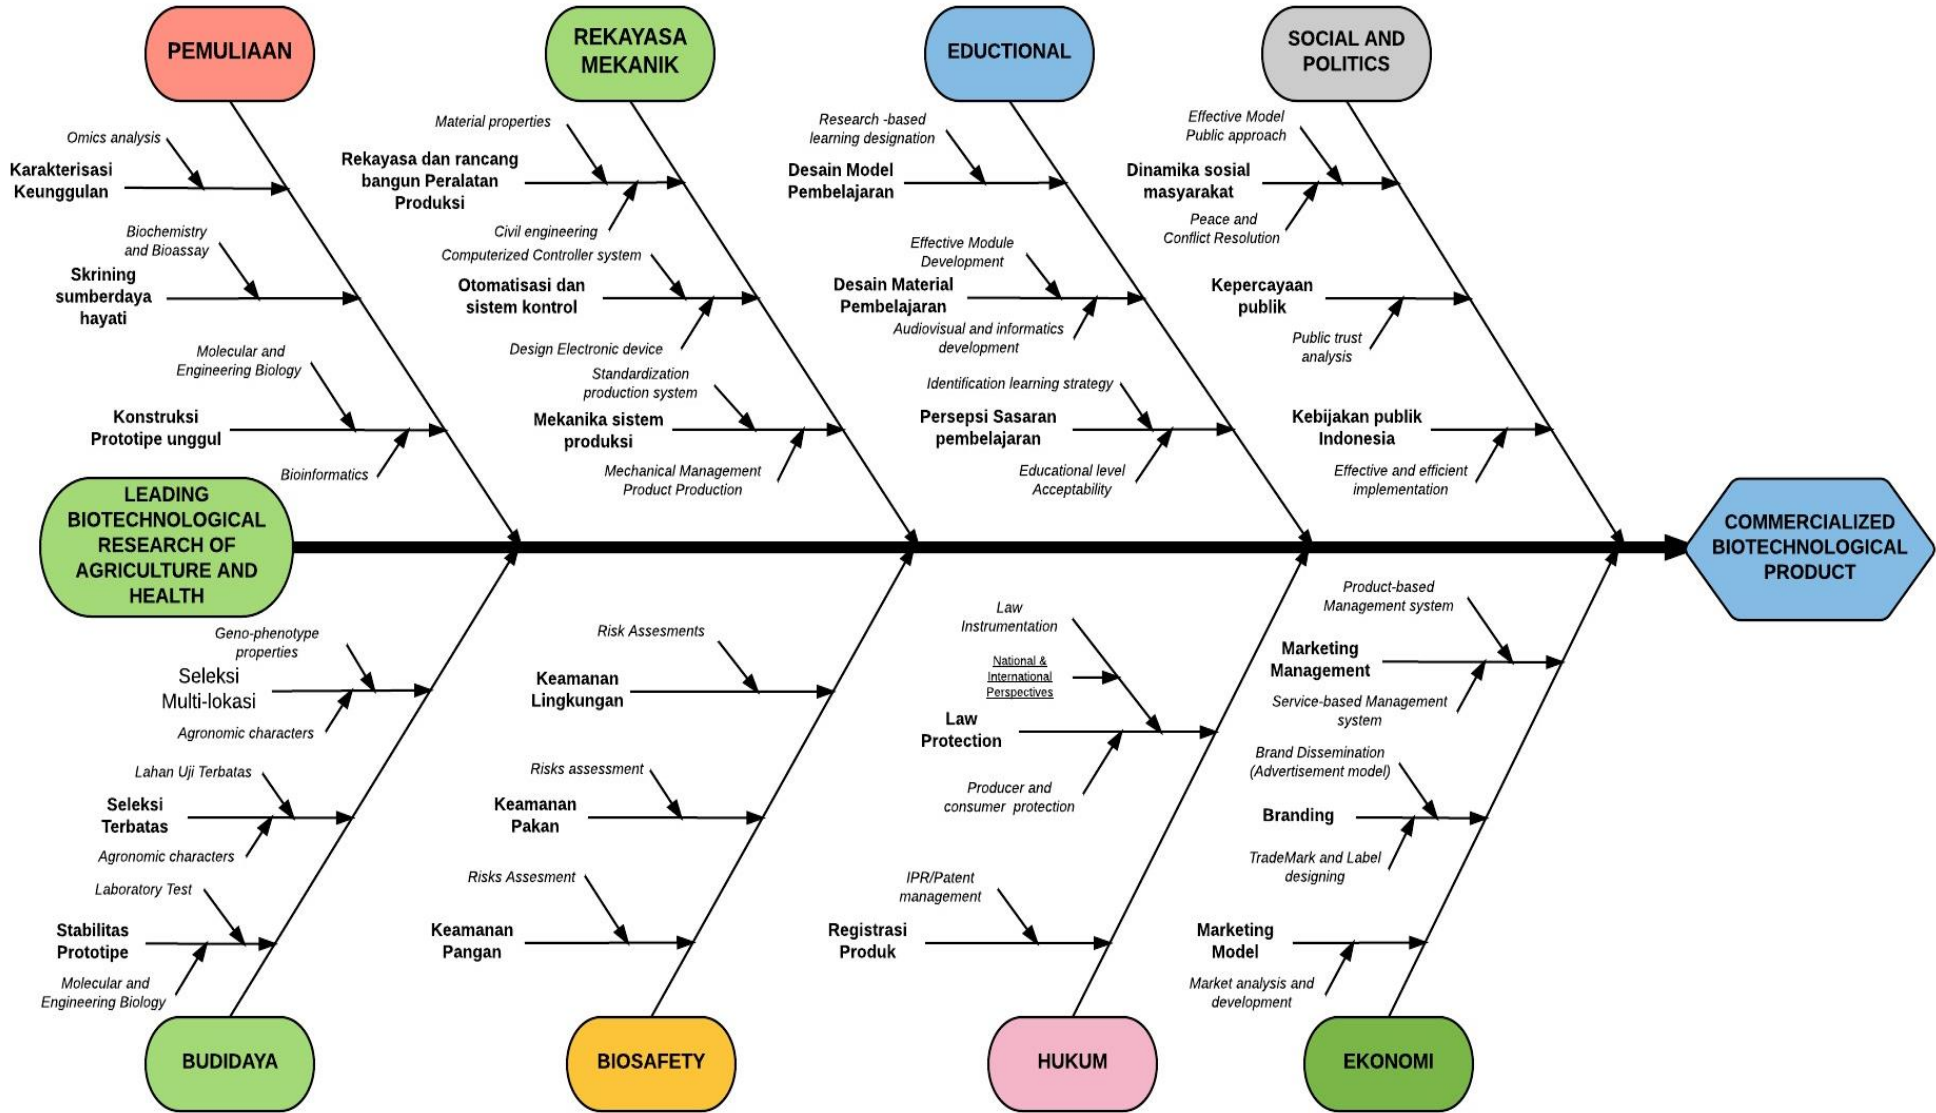 PEMULIAAN
REKAYASA
MEKANIK
EDUCTIONAL
SOCIAL AND
POLITICS
Omics analysis
Karakterisasi
Keunggulan
Biochemistry
and Bioassay
Skrining
sumberdaya
hayati
Molecular and
Engineering Biology
Konstruksi
Prototipe unggul
Bioinformatics
Material properties
Rekayasa dan rancang
bangun Peralatan
Produksi
Civil engineering
Computerized Controller system
Otomatisasi dan
sistem kontrol
Design Electronic device
Standardization
production system
Mekanika sistem
produksi
Mechanical Management
Product Production
Research -based
learning designation
Desain Model
Pembelajaran
Effective Module
Development
Desain Material
Pembelajaran
Audiovisual and informatics
development
Identification learning strategy
Persepsi Sasaran
pembelajaran
Educational level
Acceptability
Effective Model
Public approach
Dinamika sosial
masyarakat
Peace and
Conflict Resolution
Kepercayaan
publik
Public trust
analysis
Kebijakan publik
Indonesia
Effective and efficient
implementation
LEADING
BIOTECHNOLOGICAL
RESEARCH OF
AGRICULTURE AND
HEALTH
COMMERCIALIZED
BIOTECHNOLOGICAL
PRODUCT
Geno-phenotype
properties
Seleksi
Multi-lokasi
Agronomic characters
Lahan Uji Terbatas
Seleksi
Terbatas
Agronomic characters
Laboratory Test
Stabilitas
Prototipe
Molecular and
Engineering Biology
Risk Assesments
Keamanan
Lingkungan
Risks assessment
Keamanan
Pakan
Risks Assesment
Keamanan
Pangan
Law
Instrumentation
National &
International
Perspectives
Law
Protection
Producer and
consumer protection
IPR/Patent
management
Registrasi
Produk
Product-based
Management system
Marketing
Management
Service-based Management
system
Brand Dissemination
(Advertisement model)
Branding
TradeMark and Label
designing
Marketing
Model
Market analysis and
development
BUDIDAYA
BIOSAFETY
HUKUM
EKONOMI